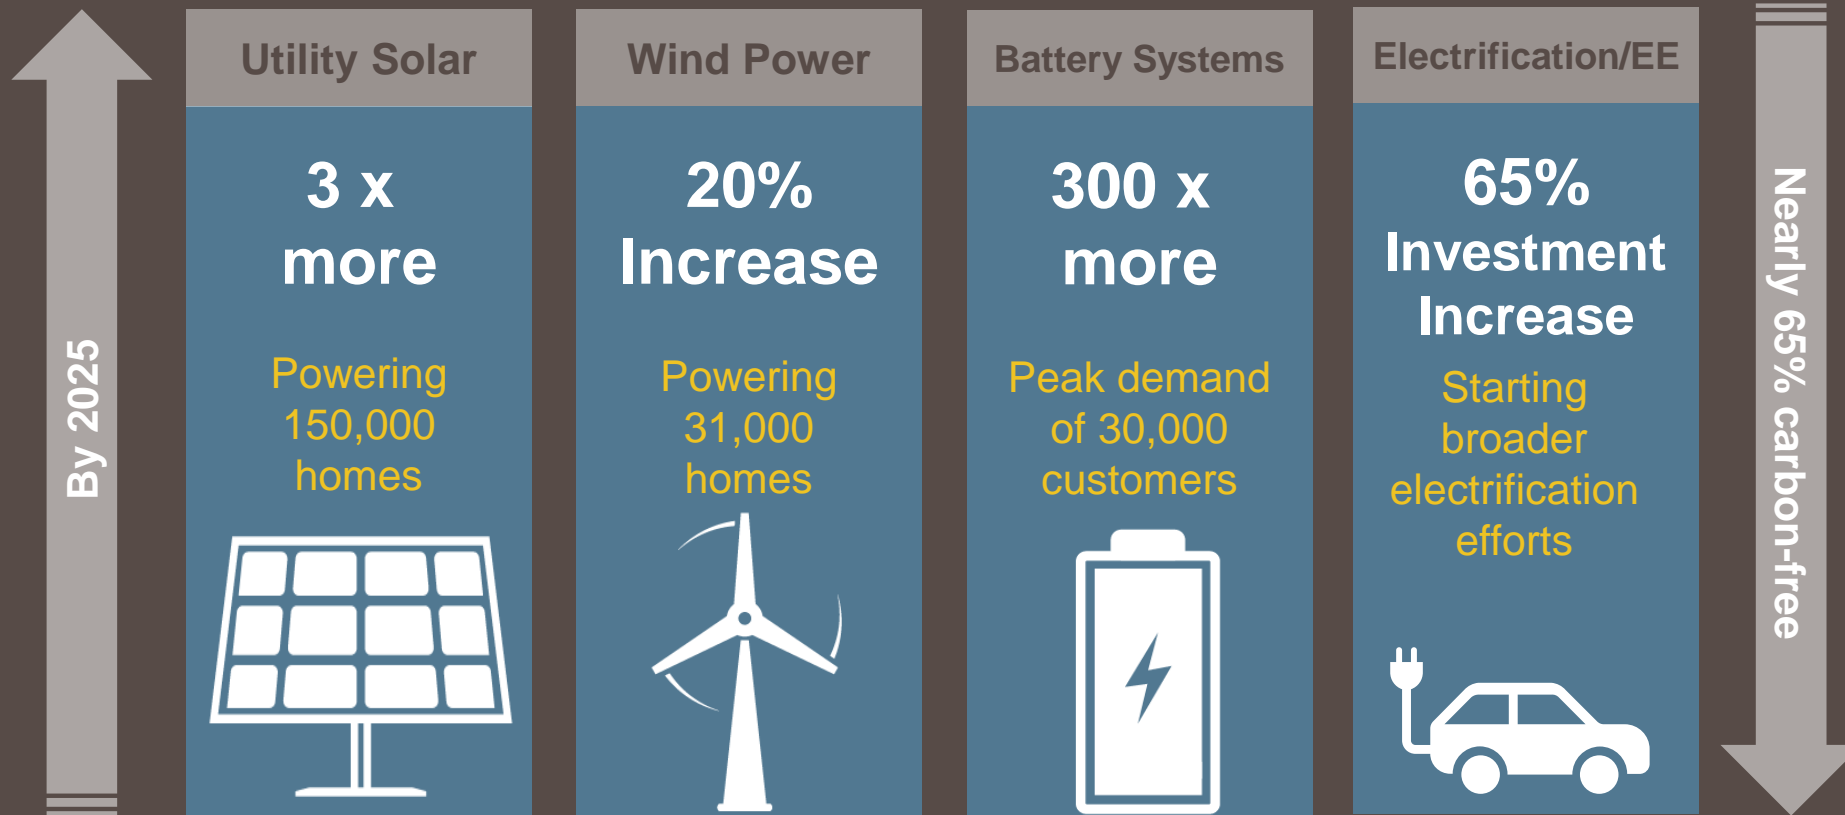 By 2025
Utility Solar
3 x
more
Powering
150,000
homes
Wind Power
20%
Increase
Powering
31,000
homes
Battery Systems
300 x
more
Peak demand
of 30,000
customers
Electrification/EE
65%
Investment
Increase
Starting
broader
electrification
efforts
Nearly 65% carbon-free